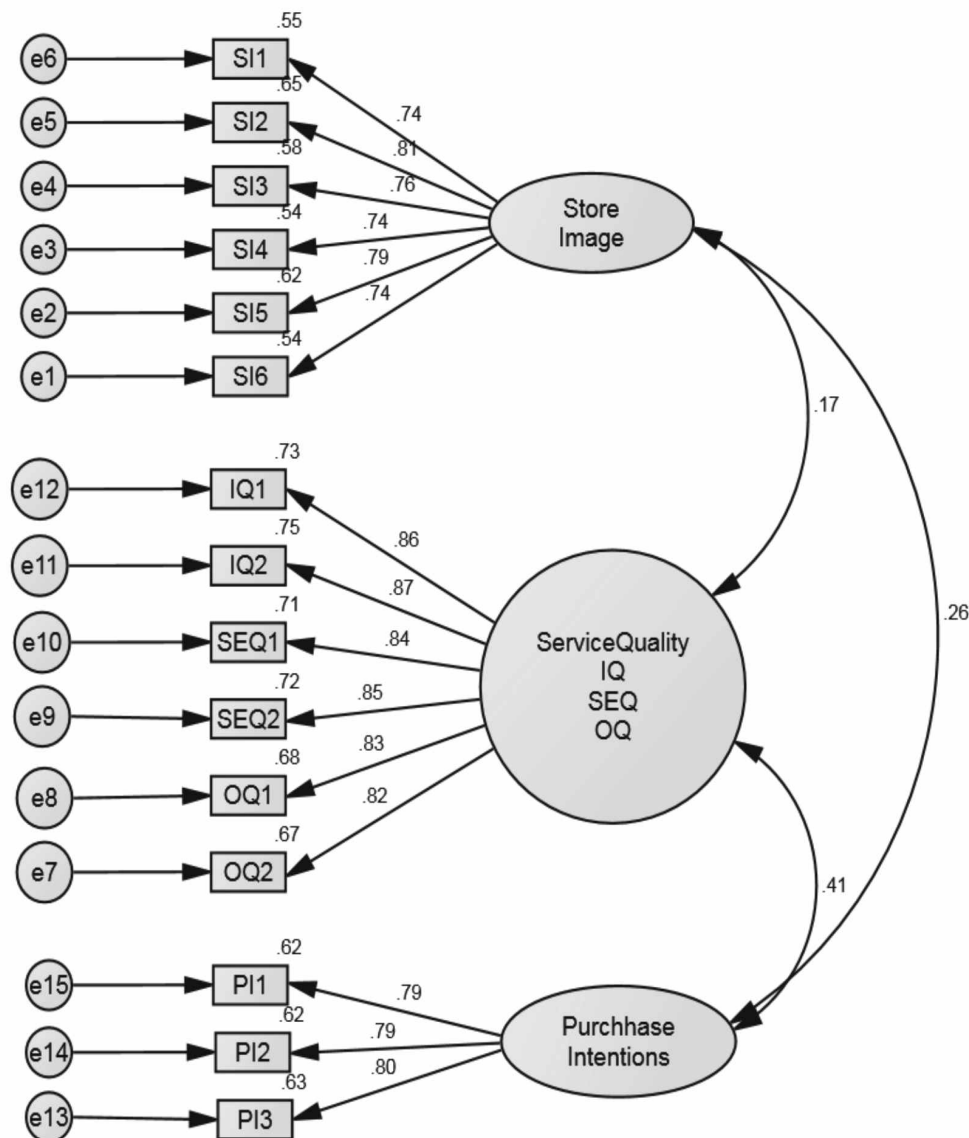 .55
e6
SI1
.74
.65
e5
SI2
.81
.58
e4
SI3
.76
.54
e3
SI4
.74
.62
e2
SI5
.79
.54
e1
SI6
.74
Store
Image
.17
.26
.73
e12
IQ1
.86
.75
e11
IQ2
.87
.71
e10
SEQ1
.84
.72
e9
SEQ2
.85
.68
e8
OQ1
.83
.67
e7
OQ2
.82
ServiceQuality
IQ
SEQ
OQ
.41
.62
e15
PI1
.79
.62
e14
PI2
.79
.63
e13
PI3
.80
Purchhase
Intentions